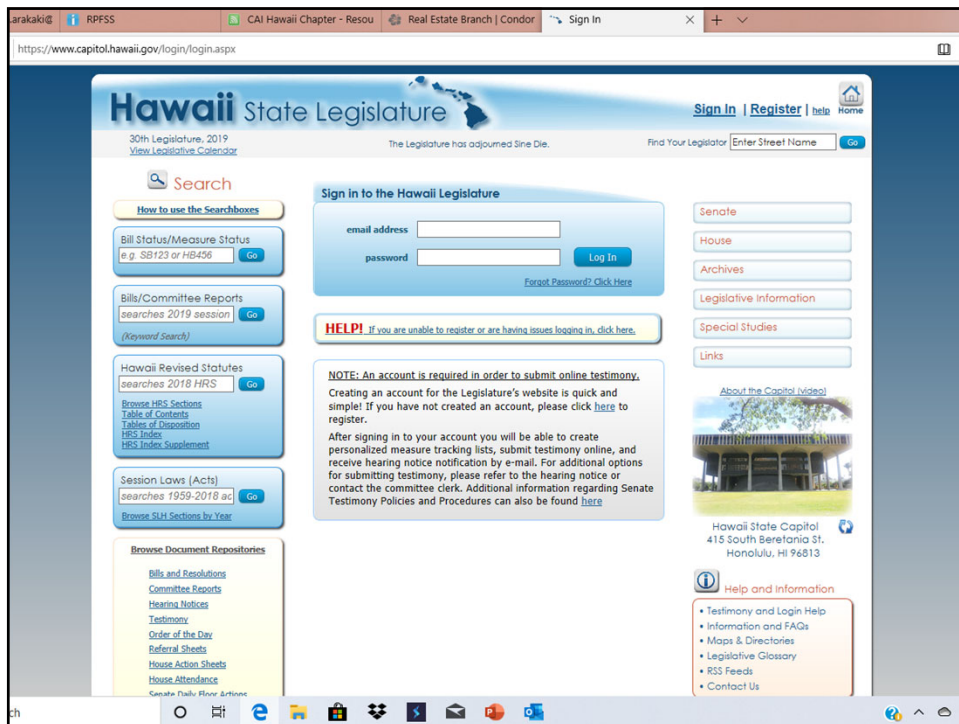 .arakaki@
RPFSS
CAI Hawaii Chapter - Resou
Real Estate Branch | Condor
Sign In
https://www.capitol.hawaii.gov/login/login.aspx
Hawaii State Legislature
Sign In | Register | help
Home
30th Legislature, 2019
View Legislative Calendar
The Legislature has adjourned Sine Die.
Find Your Legislator Enter Street Name Go
Search
How to use the Searchboxes
Bill Status/Measure Status
e.g. SB123 or HB456 Go
Bills/Committee Reports
searches 2019 session Go
(Keyword Search)
Hawaii Revised Statutes
searches 2018 HRS Go
Browse HRS Sections
Table of Contents
Tables of Disposition
HRS Index
HRS Index Supplement
Session Laws (Acts)
searches 1959-2018 ac Go
Browse SLH Sections by Year
Browse Document Repositories
Bills and Resolutions
Committee Reports
Hearing Notices
Testimony
Order of the Day
Referral Sheets
House Action Sheets
House Attendance
Senate Daily Floor Actions
Sign in to the Hawaii Legislature
email address
password Log In
Forgot Password? Click Here
HELP! If you are unable to register or are having issues logging in, click here.
NOTE: An account is required in order to submit online testimony.
Creating an account for the Legislature's website is quick and
simple! If you have not created an account, please click here to
register.
After signing in to your account you will be able to create
personalized measure tracking lists, submit testimony online, and
receive hearing notice notification by e-mail. For additional options
for submitting testimony, please refer to the hearing notice or
contact the committee clerk. Additional information regarding Senate
Testimony Policies and Procedures can also be found here
Senate
House
Archives
Legislative Information
Special Studies
Links
About the Capitol (video)
Hawaii State Capitol
415 South Beretania St.
Honolulu, HI 96813
Help and Information
• Testimony and Login Help
• Information and FAQs
• Maps & Directories
• Legislative Glossary
• RSS Feeds
• Contact Us
ch